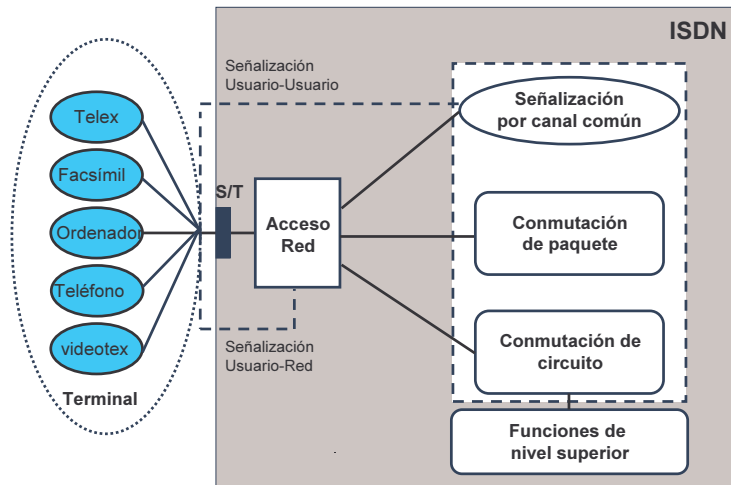 ISDN
Señalización
Usuario-Usuario
Telex
Facsímil
Ordenador
Teléfono
videotex
Terminal
S/T
Acceso
Red
Señalización
Usuario-Red
Señalización
por canal común
Conmutación
de paquete
Conmutación de
circuito
Funciones de
nivel superior